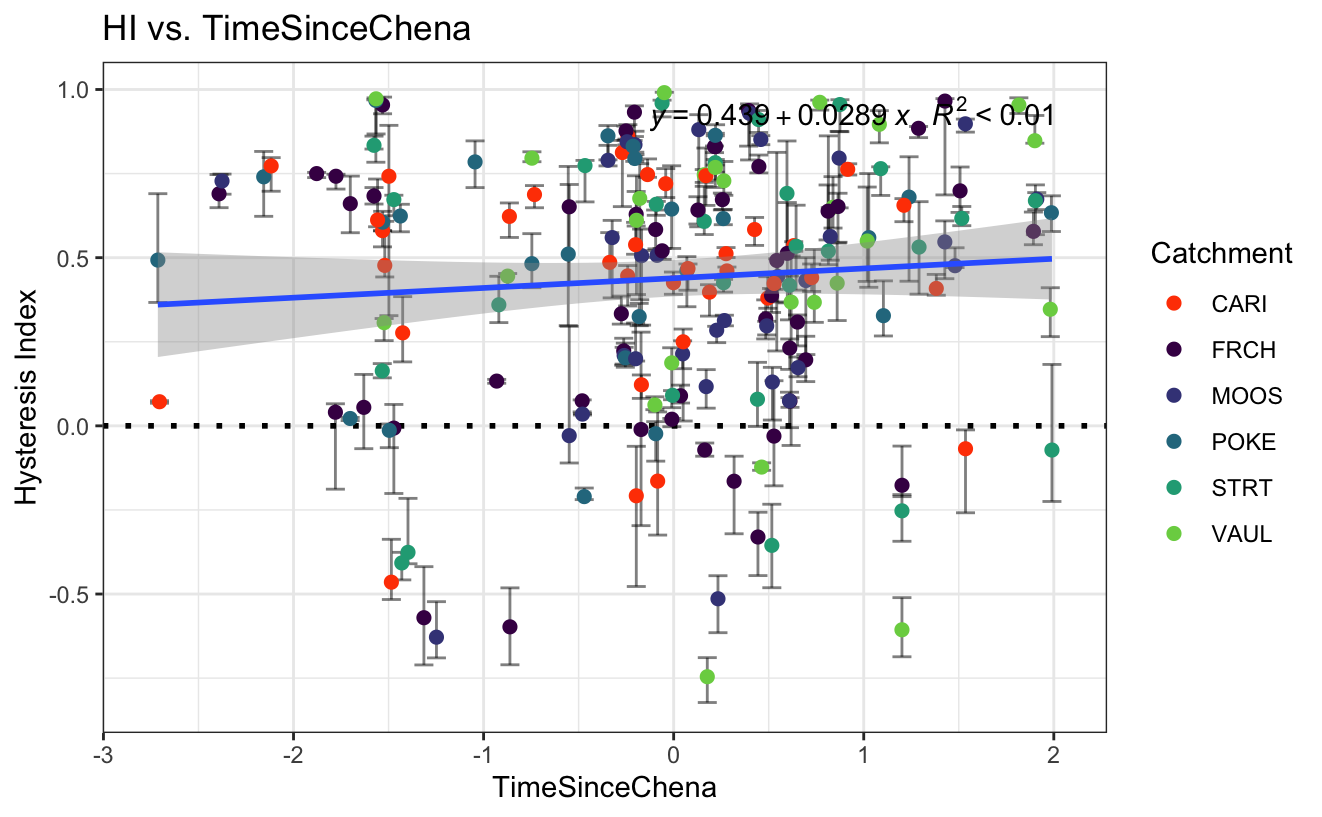 HI vs. TimeSinceChena
y = 0.439 + 0.0289 x  R² < 0.01
1.0
0.5
0.0
-0.5
Hysteresis Index
-3 -2 -1 0 1 2
TimeSinceChena
Catchment
CARI
FRCH
MOOS
POKE
STRT
VAUL